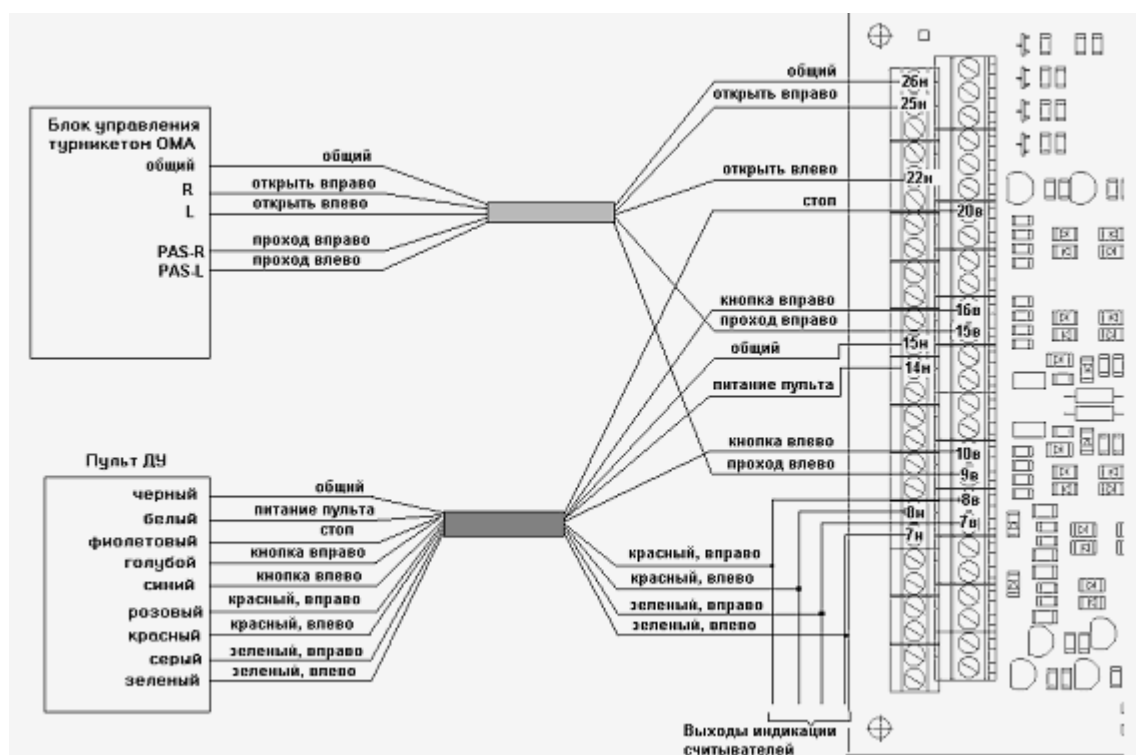 Блок управления
турникетом ОМА
общий
R
L
PAS-R
PAS-L
общий
открыть вправо
открыть влево
проход вправо
проход влево
Пульт ДУ
черный
белый
фиолетовый
голубой
синий
розовый
красный
серый
зеленый
общий
питание пульта
стоп
кнопка вправо
кнопка влево
красный, вправо
красный, влево
зеленый, вправо
зеленый, влево
общий
открыть вправо
открыть влево
стоп
кнопка вправо
проход вправо
общий
питание пульта
кнопка влево
проход влево
красный, вправо
красный, влево
зеленый, вправо
зеленый, влево
26н
25н
22н
20в
16в
15в
15н
14н
10в
9в
8в
8н
7в
7н
Выходы индикации
считывателей